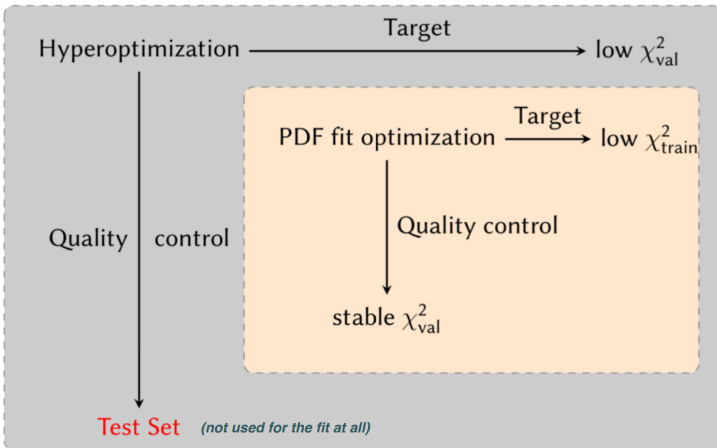 Target
Hyperoptimization low χ²val
Target
PDF fit optimization low χ²train
Quality control
Quality control
stable χ²val
Test Set (not used for the fit at all)